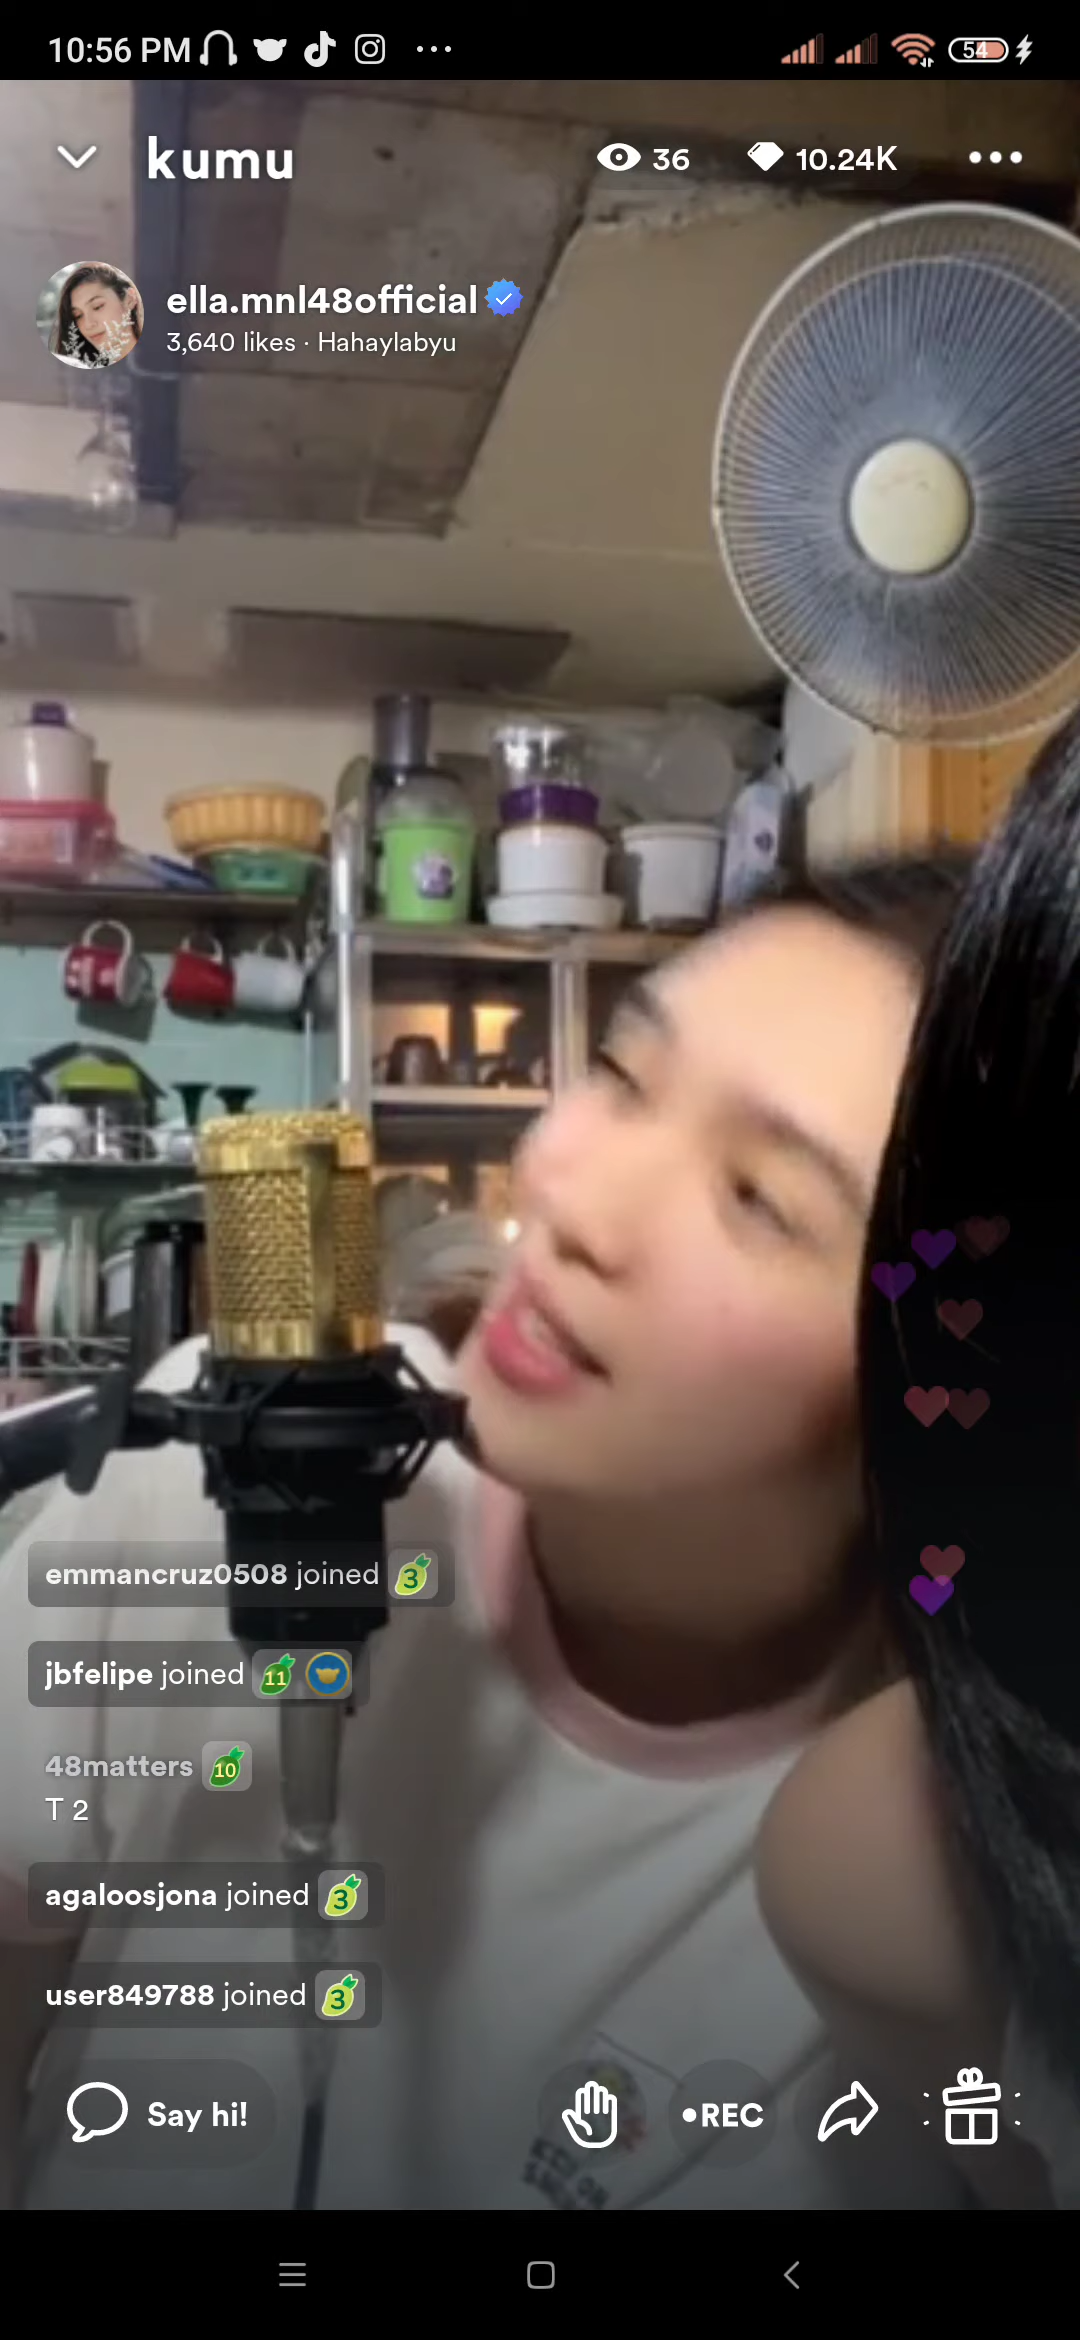 10:56 PM
54
kumu
36
10.24K
ella.mnl48official
3,640 likes · Hahaylabyu
emmancruz0508 joined 3
jbfelipe joined 11
48matters 10
T 2
agaloosjona joined 3
user849788 joined 3
Say hi!
•REC